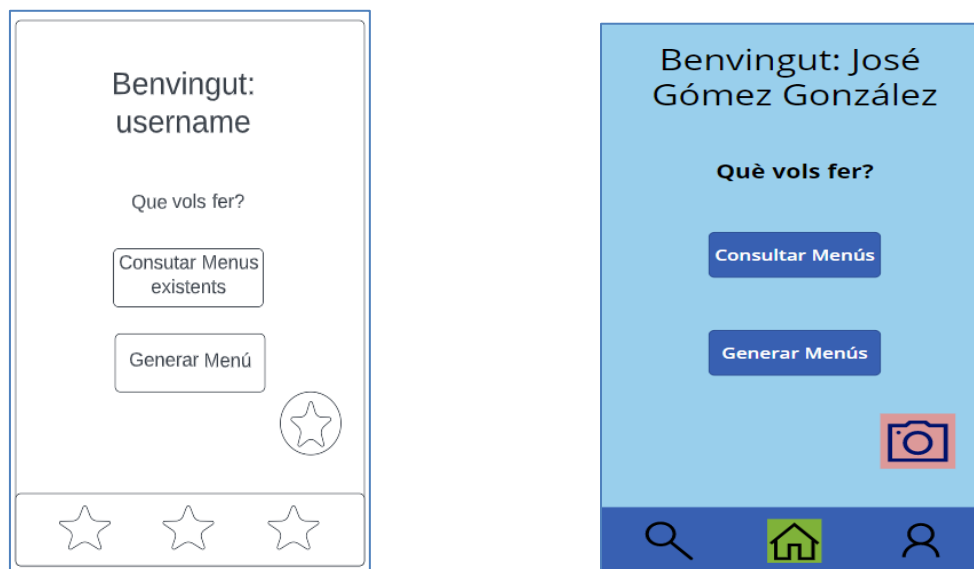 Benvingut:
username
Que vols fer?
Consutar Menus
existents
Generar Menú
Benvingut: José
Gómez González
Què vols fer?
Consultar Menús
Generar Menús